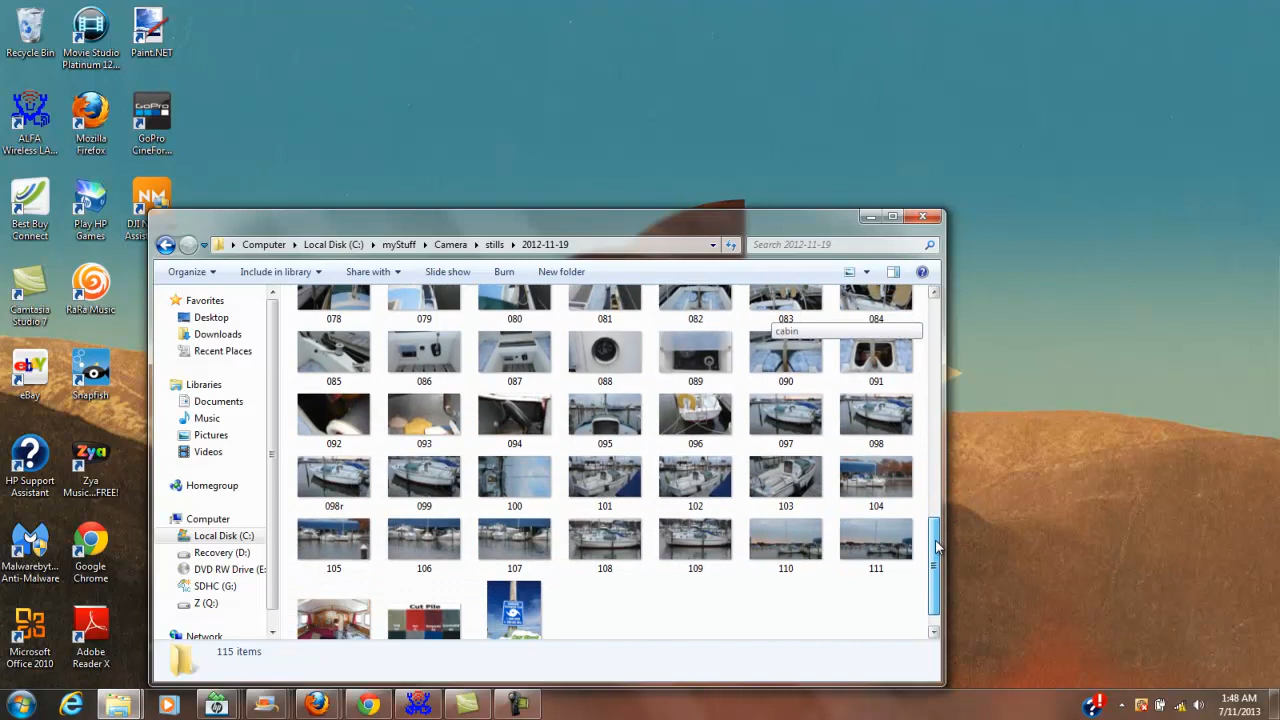 Recycle Bin
Movie Studio Platinum 12...
Paint.NET
ALFA Wireless LA...
Mozilla Firefox
GoPro
GoPro CineFor...
Best Buy Connect
Play HP Games
NM
DJI N
Assis
Camtasia Studio 7
RaRa Music
ebY
eBay
Snapfish
HP Support Assistant
Zya
Zya Music...FREE!
Malwarebyt... Anti-Malware
Google Chrome
Microsoft Office 2010
Adobe Reader X
Computer
Local Disk (C:)
myStuff
Camera
stills
2012-11-19
Search 2012-11-19
Organize
Include in library
Share with
Slide show
Burn
New folder
Favorites
Desktop
Downloads
Recent Places
Libraries
Documents
Music
Pictures
Videos
Homegroup
Computer
Local Disk (C:)
Recovery (D:)
DVD RW Drive (E:
SDHC (G:)
Z (Q:)
Network
078 079 080 081 082 083 084
cabin
085 086 087 088 089 090 091
092 093 094 095 096 097 098
098r 099 100 101 102 103 104
105 106 107 108 109 110 111
Cut Pile
115 items
1:48 AM
7/11/2013